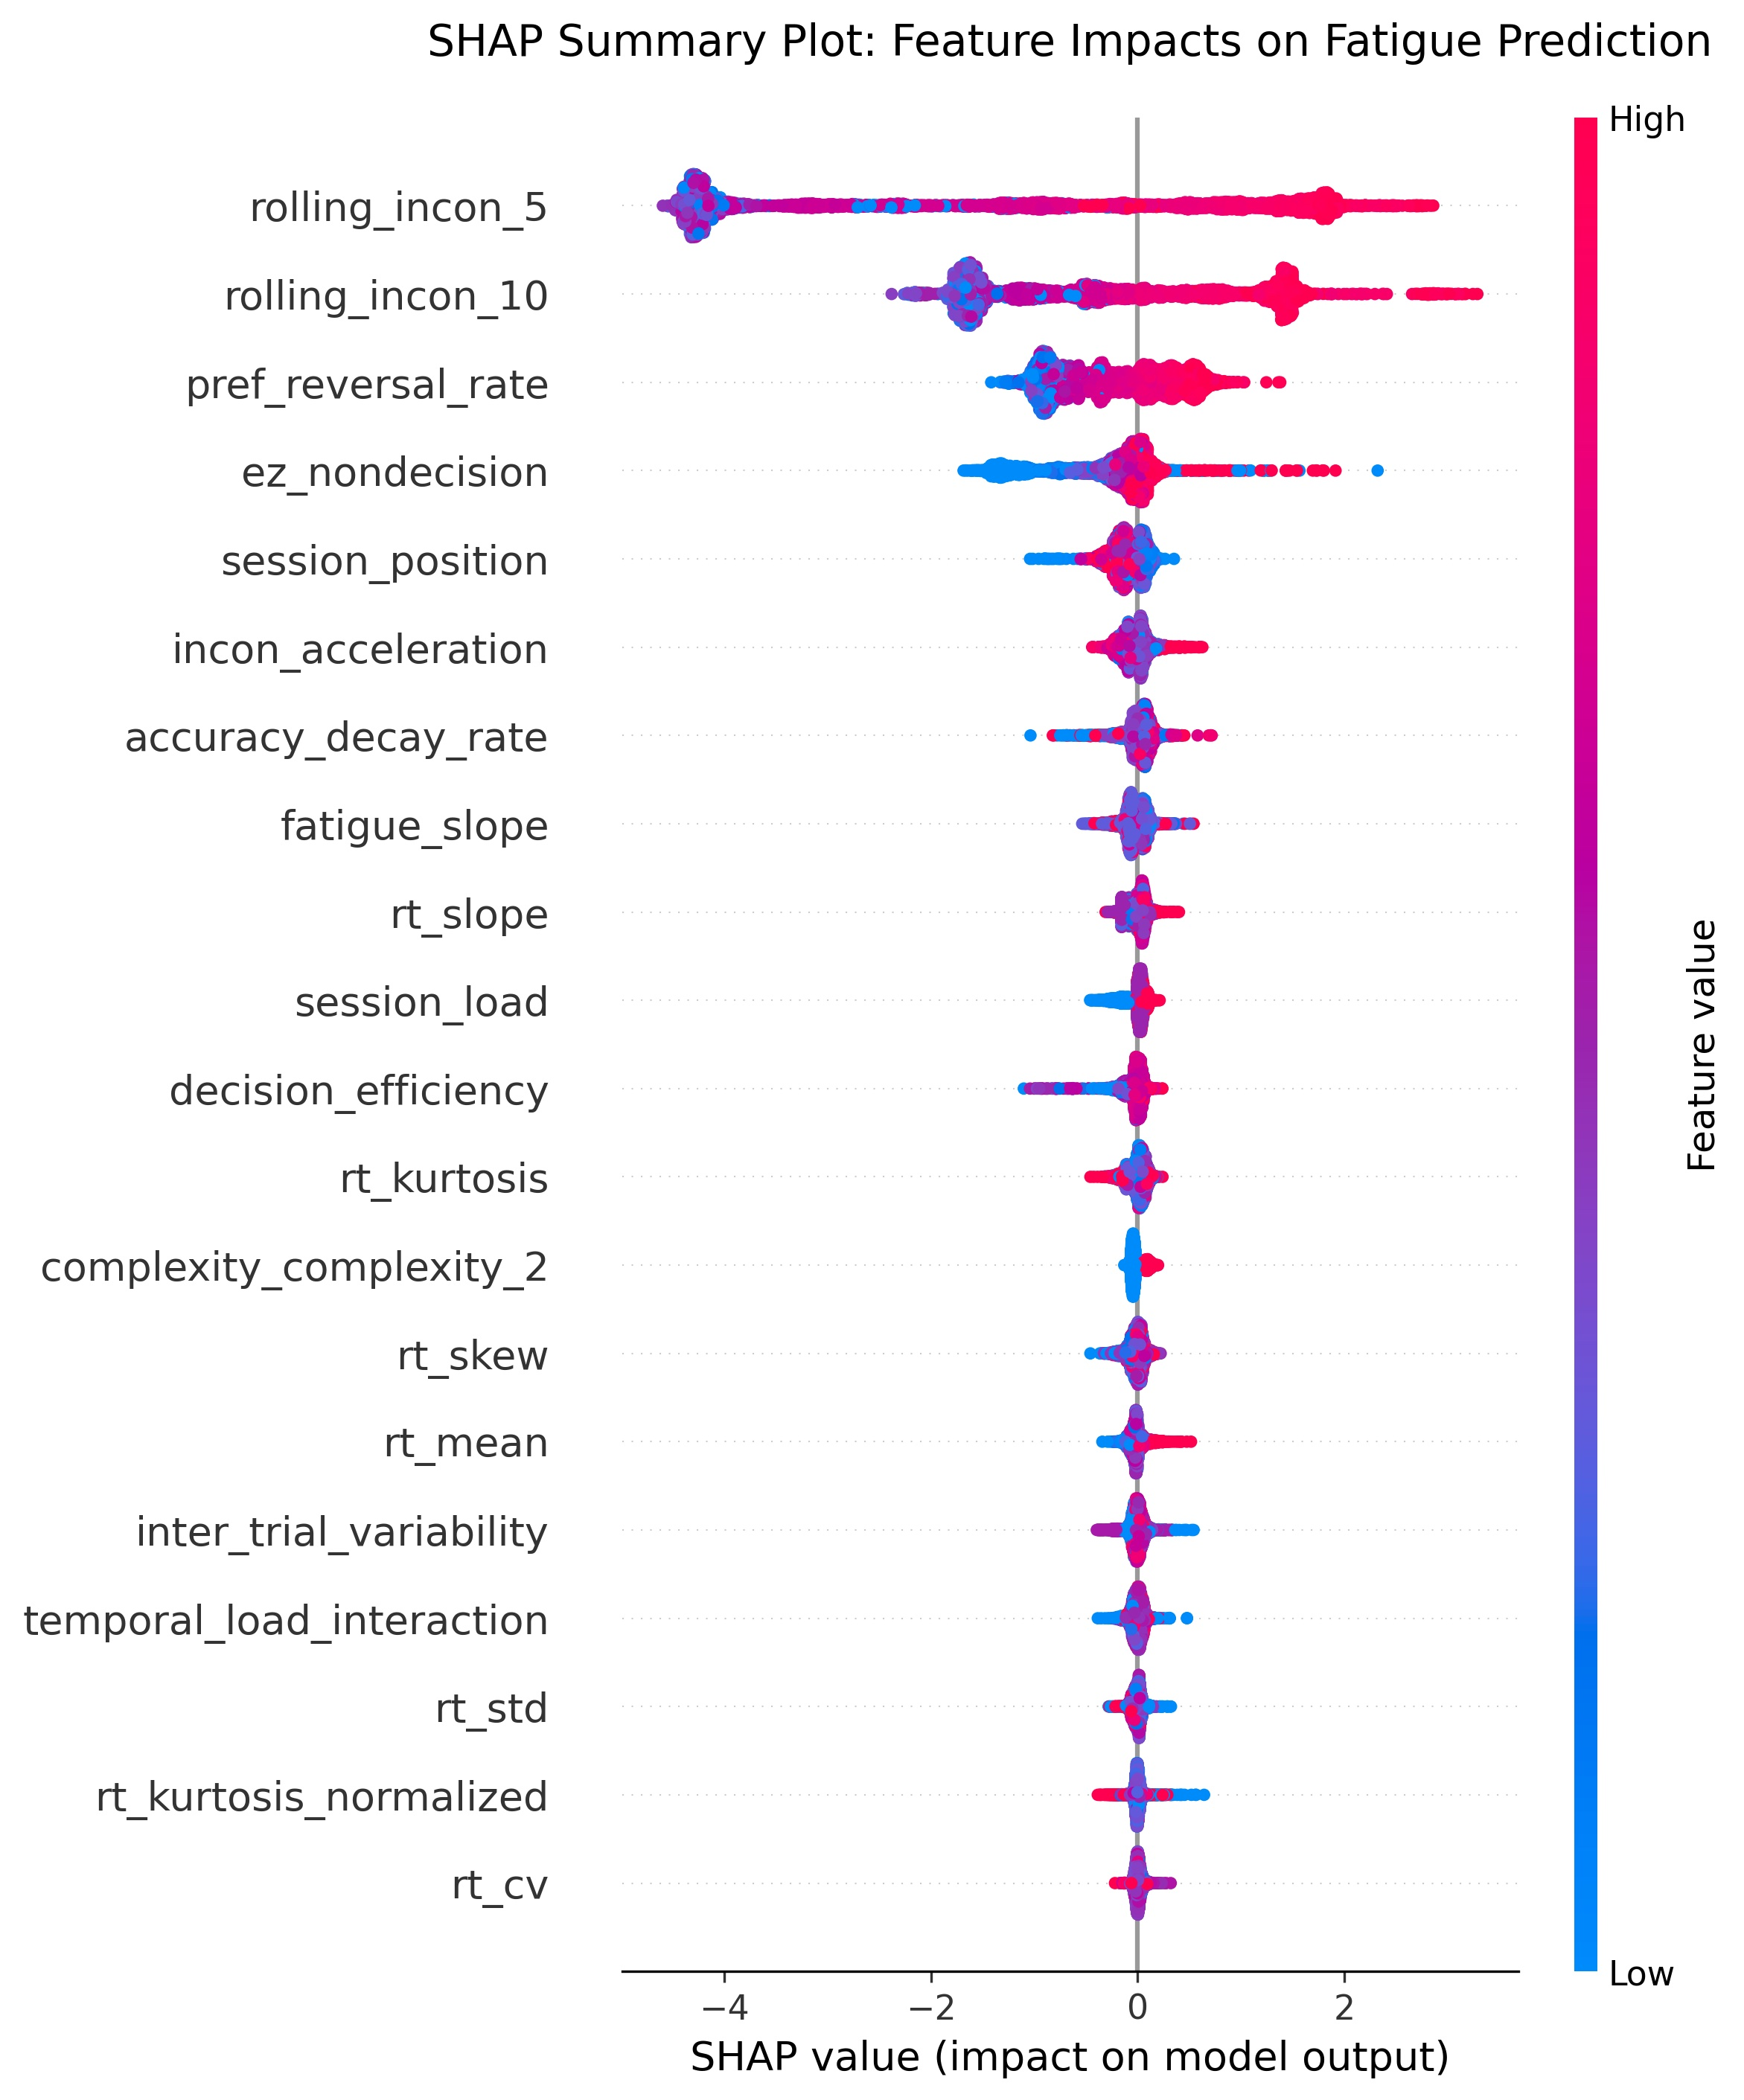 SHAP Summary Plot: Feature Impacts on Fatigue Prediction
High
rolling_incon_5
rolling_incon_10
pref_reversal_rate
ez_nondecision
session_position
incon_acceleration
accuracy_decay_rate
fatigue_slope
rt_slope
session_load
decision_efficiency
rt_kurtosis
complexity_complexity_2
rt_skew
rt_mean
inter_trial_variability
temporal_load_interaction
rt_std
rt_kurtosis_normalized
rt_cv
Feature value
Low
−4 −2 0 2
SHAP value (impact on model output)